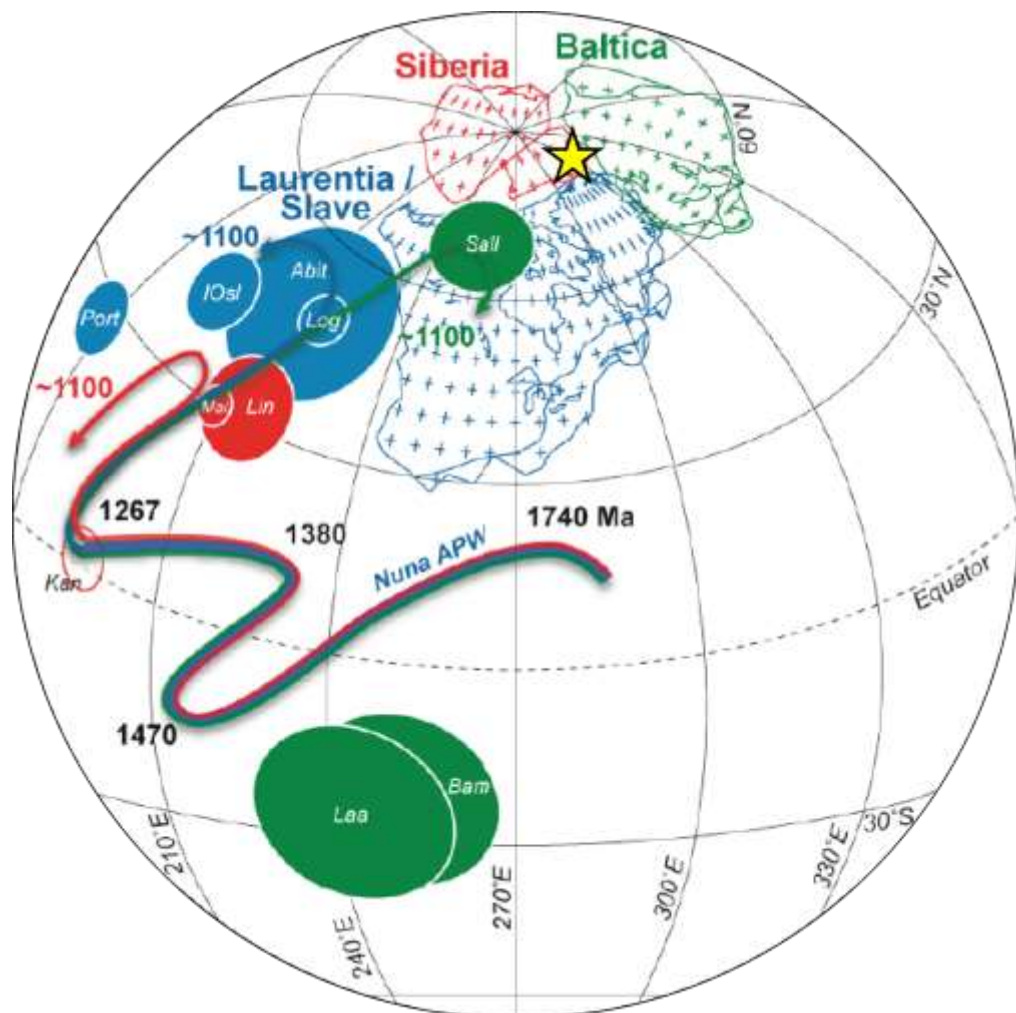 Baltica
Siberia
60°N
Laurentia /
Slave
~1100
Abit
Sall
lOsl
Port
Log
30°N
~1100
~1100
Mai
Lin
1267
1380
1740 Ma
Nuna APW
Kan
Equator
1470
Bam
Laa
30°S
210°E
240°E
270°E
300°E
330°E